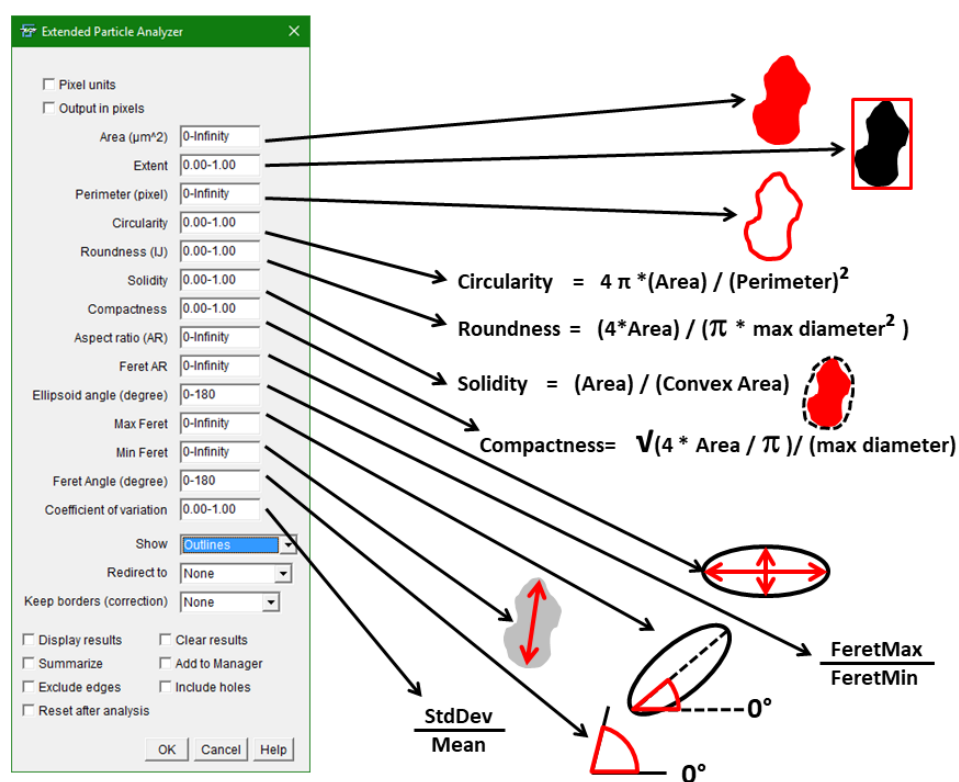 Extended Particle Analyzer
Pixel units
Output in pixels
Area (µm^2) 0-Infinity
Extent 0.00-1.00
Perimeter (pixel) 0-Infinity
Circularity 0.00-1.00
Roundness (IJ) 0.00-1.00
Solidity 0.00-1.00
Compactness 0.00-1.00
Aspect ratio (AR) 0-Infinity
Feret AR 0-Infinity
Ellipsoid angle (degree) 0-180
Max Feret 0-Infinity
Min Feret 0-Infinity
Feret Angle (degree) 0-180
Coefficient of variation 0.00-1.00
Show Outlines
Redirect to None
Keep borders (correction) None
Display results Clear results
Summarize Add to Manager
Exclude edges Include holes
Reset after analysis
OK Cancel Help
Circularity = 4 π *(Area) / (Perimeter)²
Roundness = (4*Area) / (π * max diameter² )
Solidity = (Area) / (Convex Area)
Compactness= √(4 * Area / π )/ (max diameter)
FeretMax
FeretMin
0°
StdDev
Mean
0°